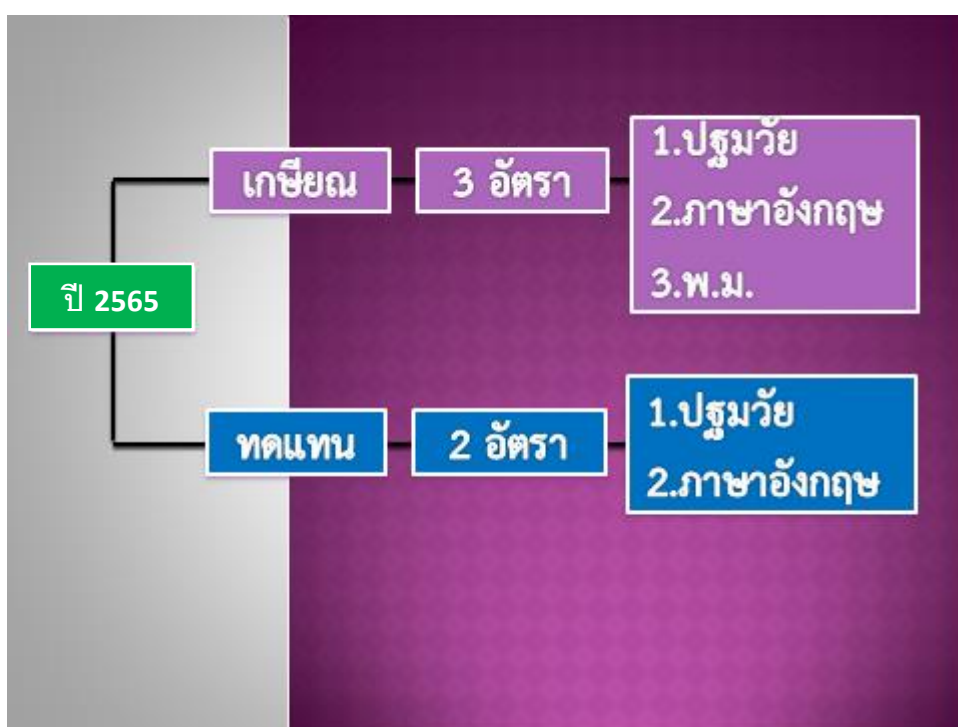 ปี 2565
เกษียณ
3 อัตรา
1.ปฐมวัย
2.ภาษาอังกฤษ
3.พ.ม.
ทดแทน
2 อัตรา
1.ปฐมวัย
2.ภาษาอังกฤษ